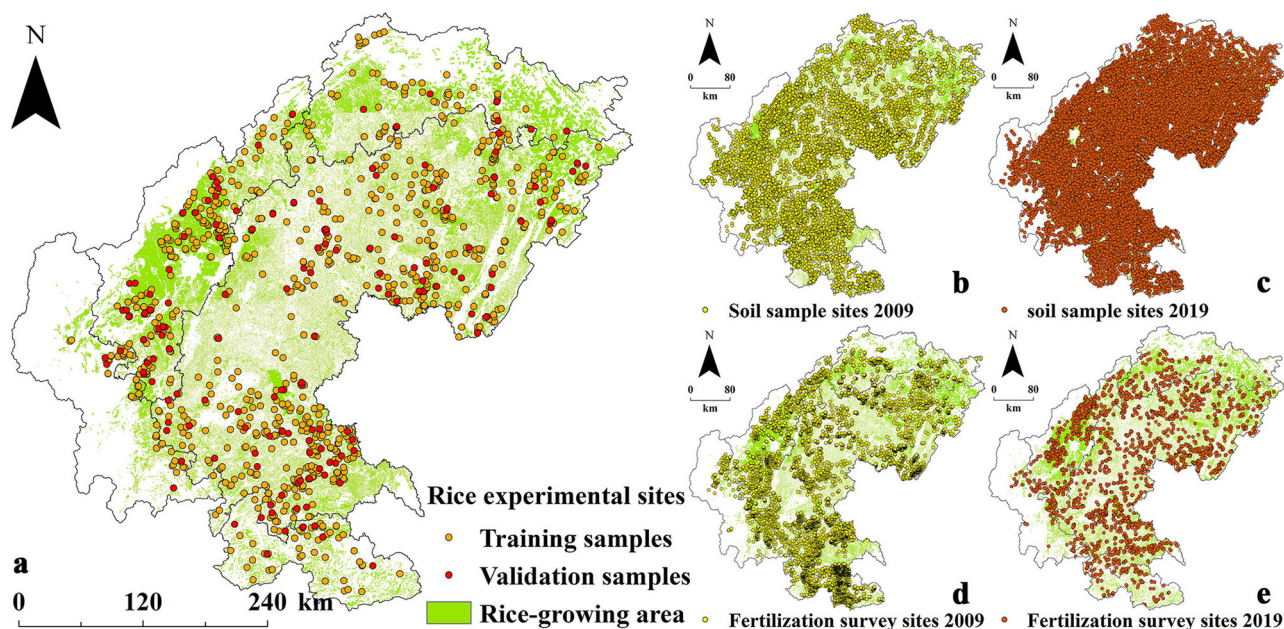 N
Rice experimental sites
Training samples
Validation samples
Rice-growing area
a
0 120 240 km
N
0 80
km
b
Soil sample sites 2009
N
0 80
km
c
soil sample sites 2019
N
0 80
km
d
Fertilization survey sites 2009
N
0 80
km
e
Fertilization survey sites 2019